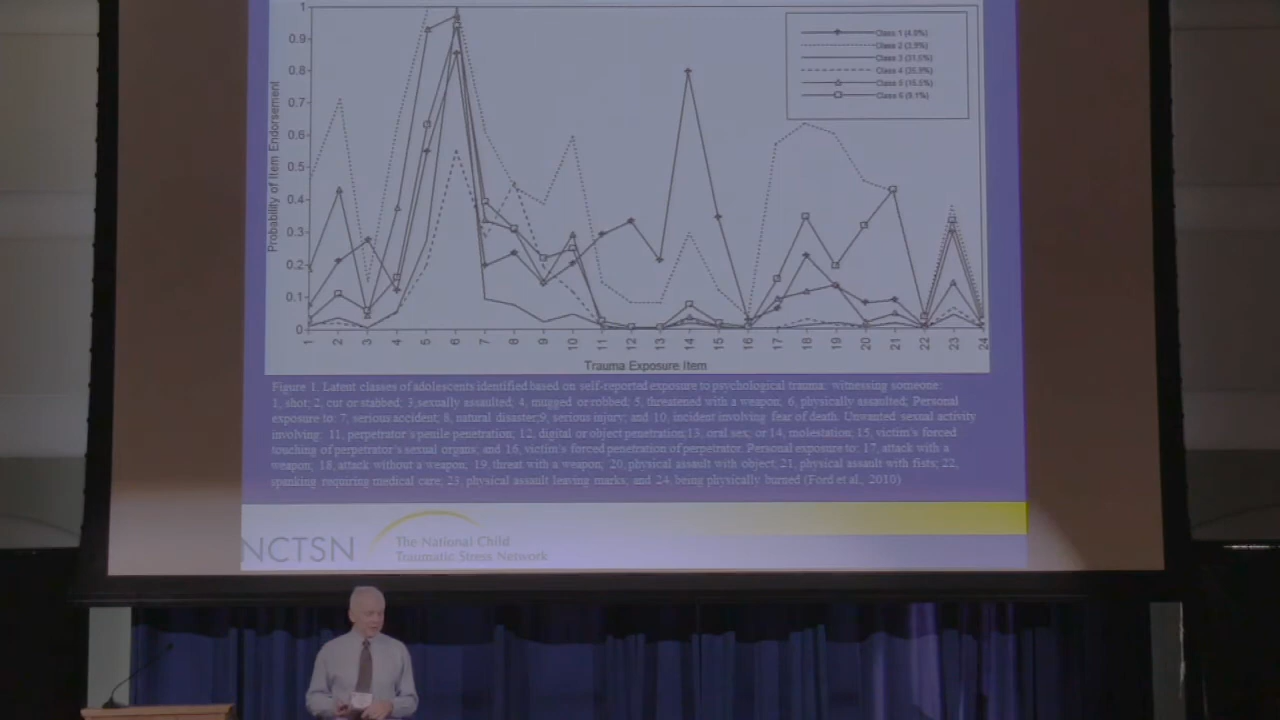 1
0.9
0.8
0.7
0.6
0.5
0.4
0.3
0.2
0.1
0
Probability of Item Endorsement
Class 1 (4.0%)
Class 2 (3.9%)
Class 3 (31.0%)
Class 4 (35.9%)
Class 5 (15.5%)
Class 6 (9.1%)
1 2 3 4 5 6 7 8 9 10 11 12 13 14 15 16 17 18 19 20 21 22 23 24
Trauma Exposure Item
Figure 1. Latent classes of adolescents identified based on self-reported exposure to psychological trauma: witnessing someone:
1, shot; 2, cut or stabbed; 3,sexually assaulted; 4, mugged or robbed; 5, threatened with a weapon; 6, physically assaulted; Personal
exposure to: 7, serious accident; 8, natural disaster;9, serious injury; and 10, incident involving fear of death. Unwanted sexual activity
involving: 11, perpetrator's penile penetration; 12, digital or object penetration;13, oral sex; or 14, molestation; 15, victim's forced
touching of perpetrator's sexual organs; and 16, victim's forced penetration of perpetrator. Personal exposure to: 17, attack with a
weapon; 18, attack without a weapon; 19, threat with a weapon; 20, physical assault with object; 21, physical assault with fists; 22,
spanking requiring medical care; 23, physical assault leaving marks; and 24, being physically burned (Ford et al., 2010)
NCTSN
The National Child
Traumatic Stress Network